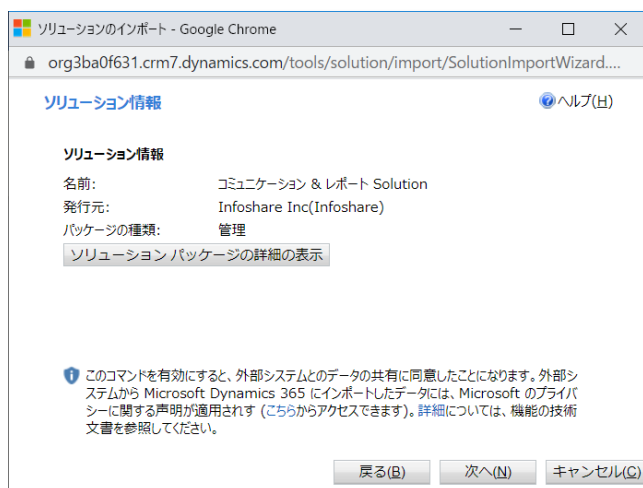 ソリューションのインポート - Google Chrome
org3ba0f631.crm7.dynamics.com/tools/solution/import/SolutionImportWizard....
ソリューション情報
ヘルプ(H)
ソリューション情報
名前: コミュニケーション & レポート Solution
発行元: Infoshare Inc(Infoshare)
パッケージの種類: 管理
ソリューション パッケージの詳細の表示
このコマンドを有効にすると、外部システムとのデータの共有に同意したことになります。外部シ
ステムから Microsoft Dynamics 365 にインポートしたデータには、Microsoft のプライバ
シーに関する声明が適用されす (こちらからアクセスできます)。詳細については、機能の技術
文書を参照してください。
戻る(B) 次へ(N) キャンセル(C)